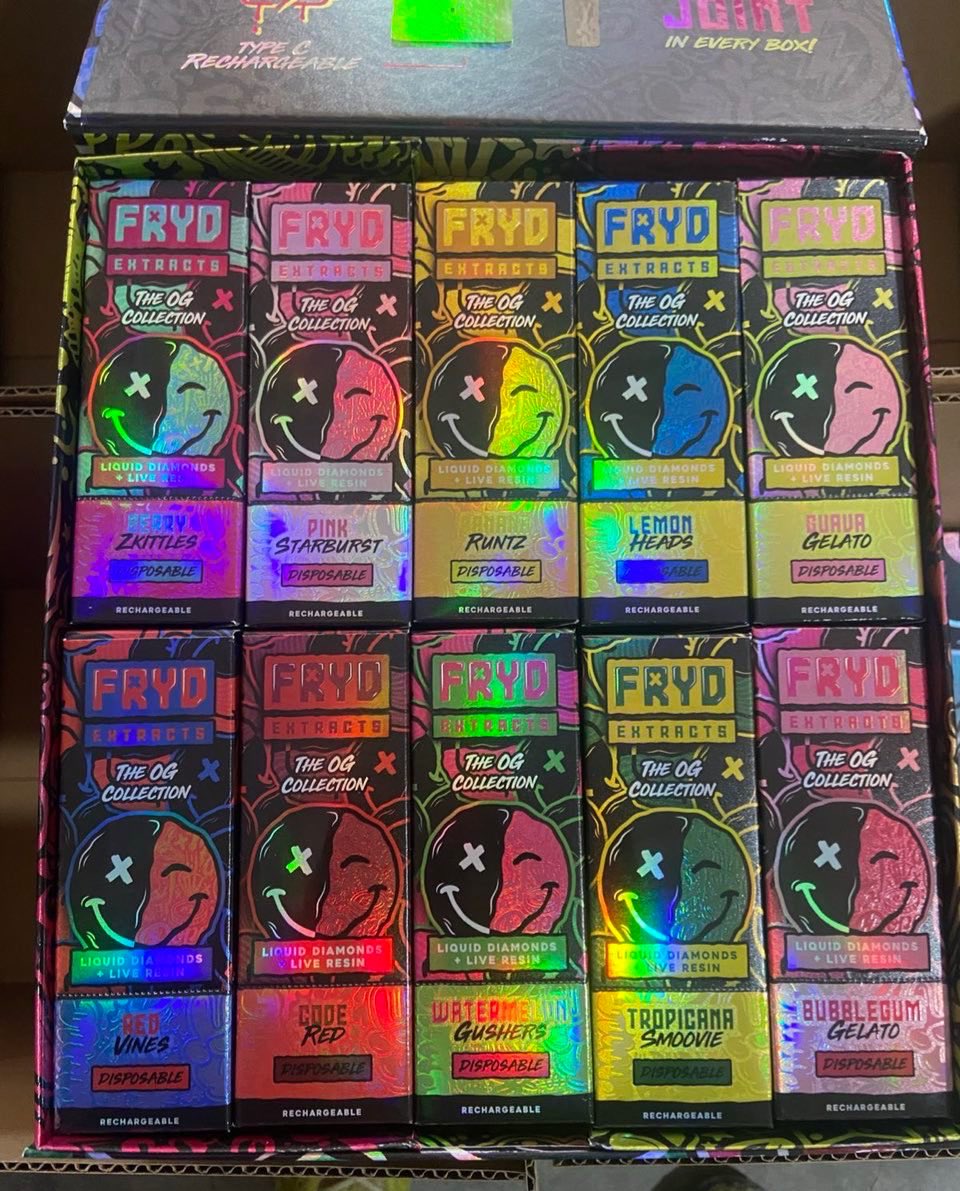 TYPE C
RECHARGEABLE
JOINT
IN EVERY BOX!
FRYD
EXTRACTS
THE OG
COLLECTION
LIQUID DIAMONDS
+ LIVE RESIN
BERRY
ZKITTLES
DISPOSABLE
RECHARGEABLE
FRYD
EXTRACTS
THE OG
COLLECTION
LIQUID DIAMONDS
+ LIVE RESIN
PINK
STARBURST
DISPOSABLE
RECHARGEABLE
FRYD
EXTRACTS
THE OG
COLLECTION
LIQUID DIAMONDS
+ LIVE RESIN
BANANA
RUNTZ
DISPOSABLE
RECHARGEABLE
FRYD
EXTRACTS
THE OG
COLLECTION
LIQUID DIAMONDS
+ LIVE RESIN
LEMON
HEADS
DISPOSABLE
RECHARGEABLE
FRYD
EXTRACTS
THE OG
COLLECTION
LIQUID DIAMONDS
+ LIVE RESIN
GUAVA
GELATO
DISPOSABLE
RECHARGEABLE
FRYD
EXTRACTS
THE OG
COLLECTION
LIQUID DIAMONDS
+ LIVE RESIN
RED
VINES
DISPOSABLE
RECHARGEABLE
FRYD
EXTRACTS
THE OG
COLLECTION
LIQUID DIAMONDS
+ LIVE RESIN
CODE
RED
DISPOSABLE
RECHARGEABLE
FRYD
EXTRACTS
THE OG
COLLECTION
LIQUID DIAMONDS
+ LIVE RESIN
WATERMELON
GUSHERS
DISPOSABLE
RECHARGEABLE
FRYD
EXTRACTS
THE OG
COLLECTION
LIQUID DIAMONDS
+ LIVE RESIN
TROPICANA
SMOOVIE
DISPOSABLE
RECHARGEABLE
FRYD
EXTRACTS
THE OG
COLLECTION
LIQUID DIAMONDS
+ LIVE RESIN
BUBBLEGUM
GELATO
DISPOSABLE
RECHARGEABLE